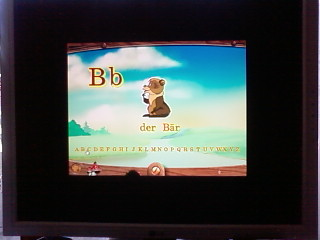 Bb
der Bär
A B C D E F G H I J K L M N O P Q R S T U V W X Y Z